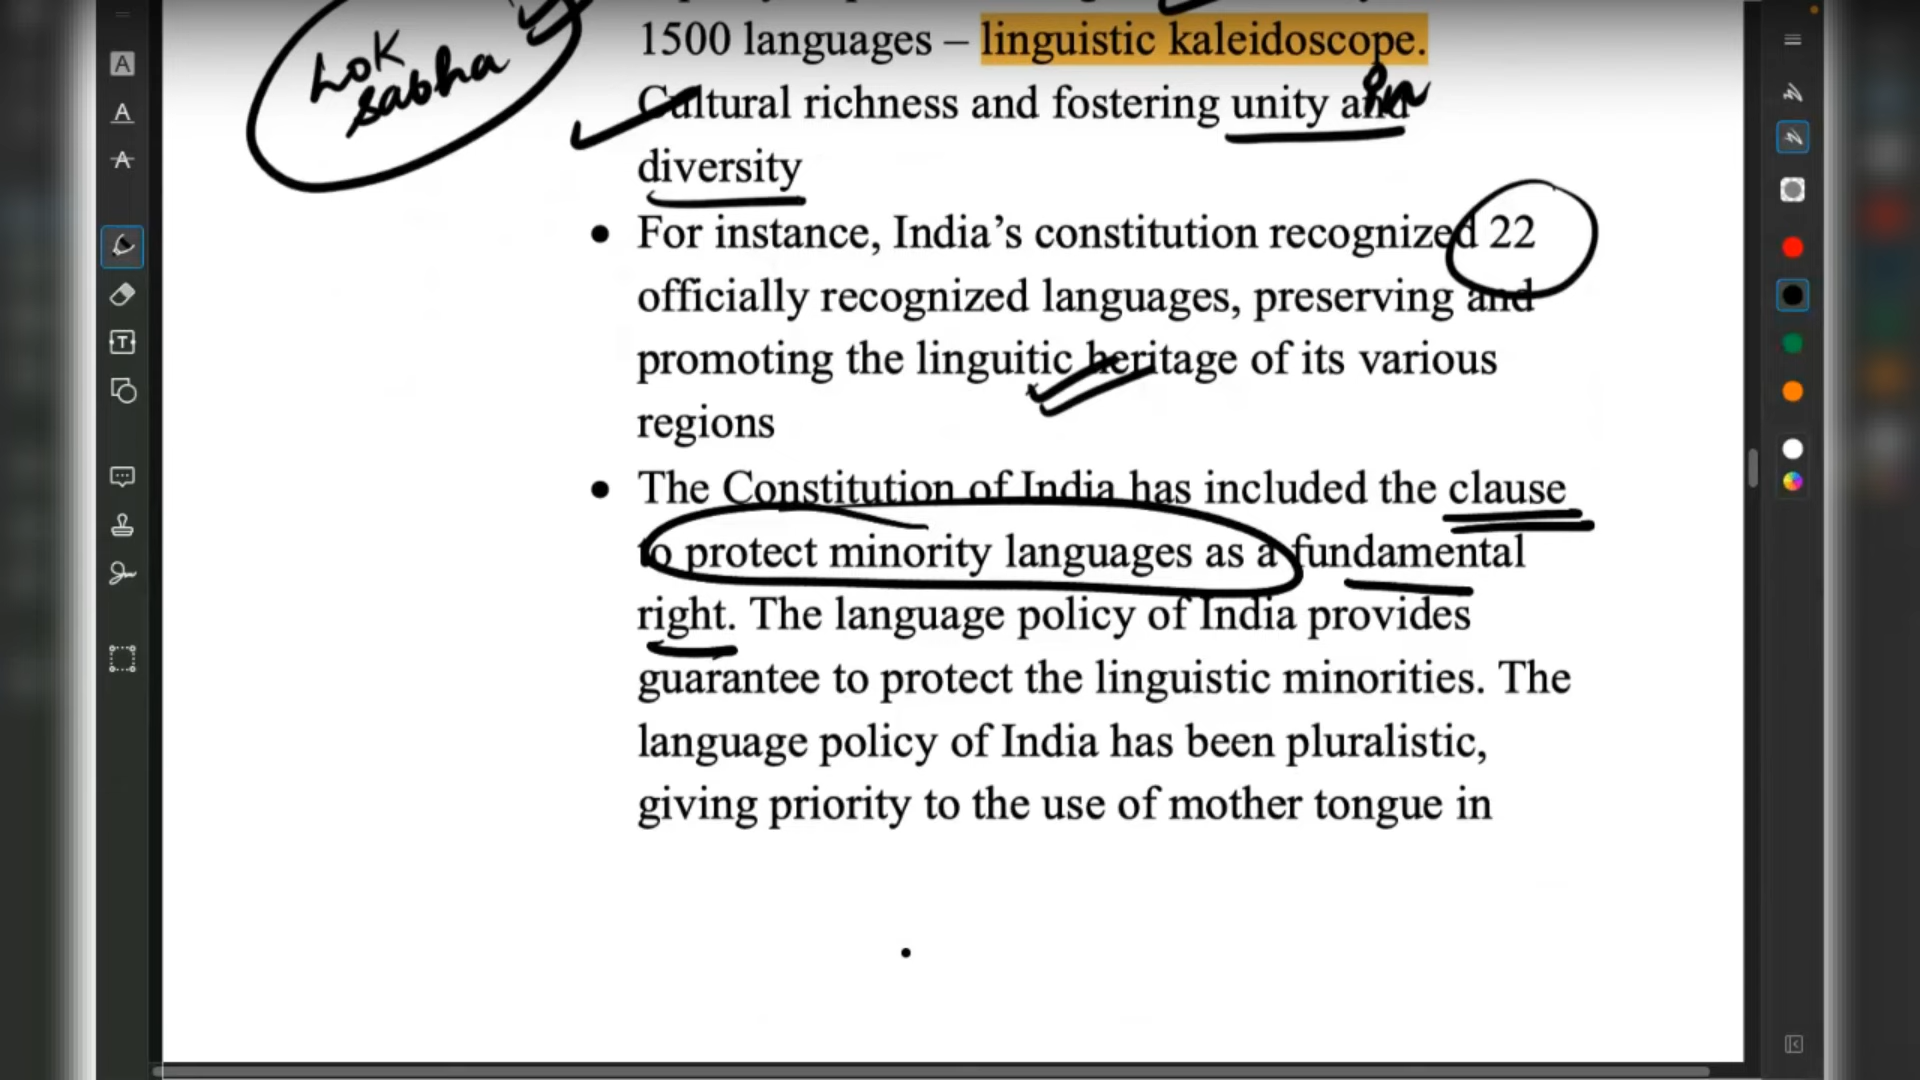 Lok
Sabha
1500 languages – linguistic kaleidoscope.
Cultural richness and fostering unity and
in
diversity
• For instance, India’s constitution recognized 22
officially recognized languages, preserving and
promoting the linguitic heritage of its various
regions
• The Constitution of India has included the clause
to protect minority languages as a fundamental
right. The language policy of India provides
guarantee to protect the linguistic minorities. The
language policy of India has been pluralistic,
giving priority to the use of mother tongue in